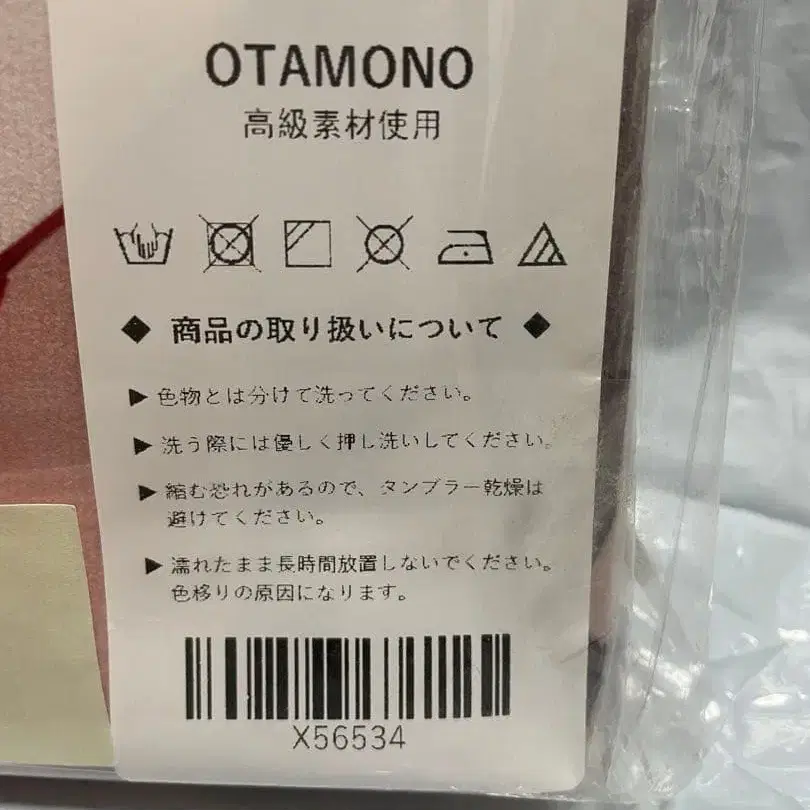 OTAMONO
高級素材使用
◆ 商品の取り扱いについて ◆
▶ 色物とは分けて洗ってください。
▶ 洗う際には優しく押し洗いしてください。
▶ 縮む恐れがあるので、タンブラー乾燥は
避けてください。
▶ 濡れたまま長時間放置しないでください。
色移りの原因になります。
X56534